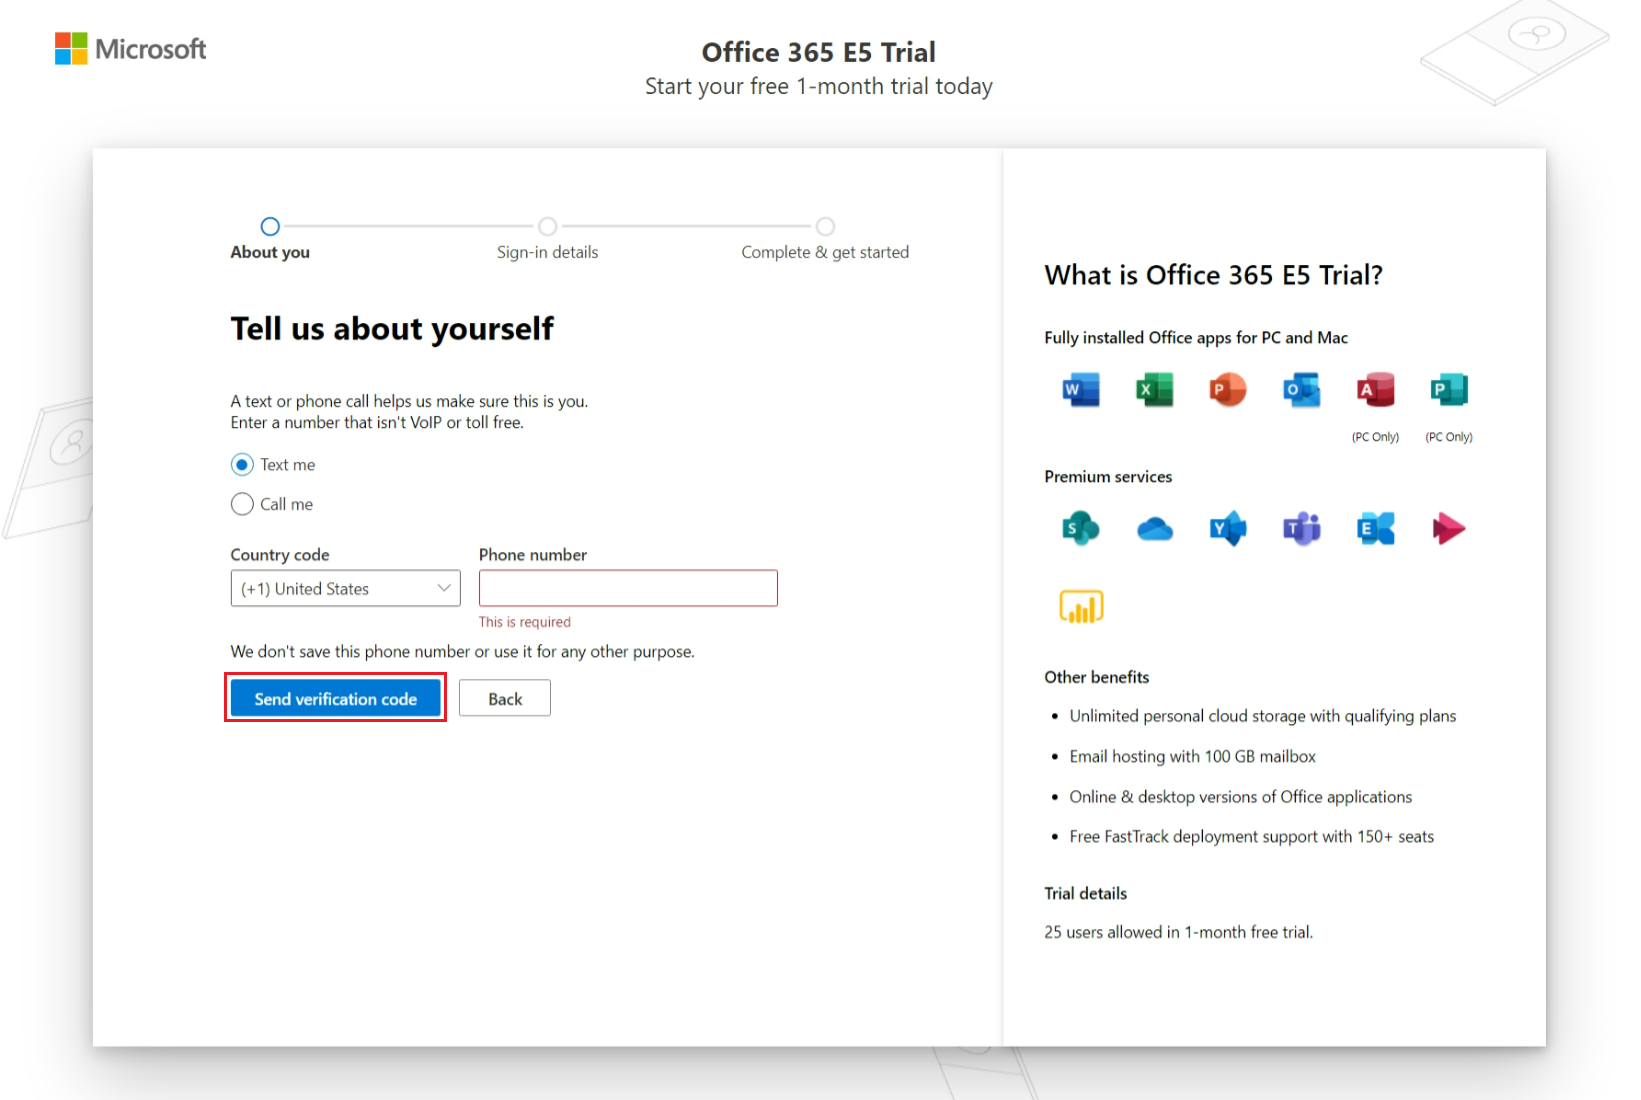 Microsoft
Office 365 E5 Trial
Start your free 1-month trial today
About you
Sign-in details
Complete & get started
Tell us about yourself
A text or phone call helps us make sure this is you.
Enter a number that isn't VoIP or toll free.
Text me
Call me
Country code
Phone number
(+1) United States
This is required
We don't save this phone number or use it for any other purpose.
Send verification code
Back
What is Office 365 E5 Trial?
Fully installed Office apps for PC and Mac
W X P O A P
(PC Only) (PC Only)
Premium services
S Y T E
Other benefits
• Unlimited personal cloud storage with qualifying plans
• Email hosting with 100 GB mailbox
• Online & desktop versions of Office applications
• Free FastTrack deployment support with 150+ seats
Trial details
25 users allowed in 1-month free trial.